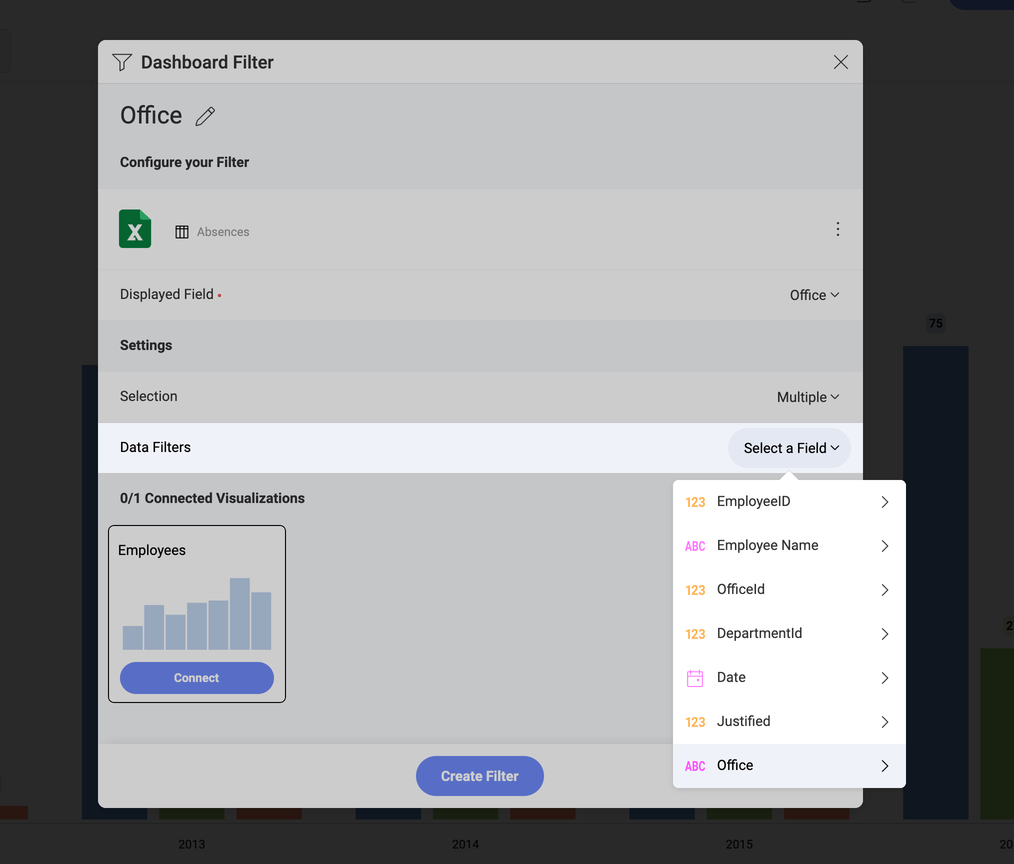 Dashboard Filter
Office
Configure your Filter
Absences
Displayed Field
Office
Settings
Selection
Multiple
Data Filters
Select a Field
0/1 Connected Visualizations
Employees
Connect
Create Filter
123 EmployeeID
ABC Employee Name
123 OfficeId
123 DepartmentId
Date
123 Justified
ABC Office
75
2013
2014
2015